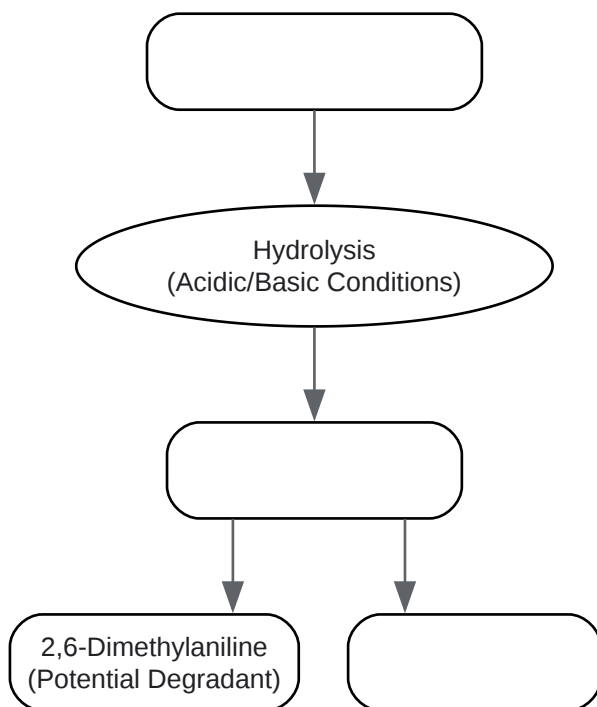 Hydrolysis
(Acidic/Basic Conditions)
2,6-Dimethylaniline
(Potential Degradant)